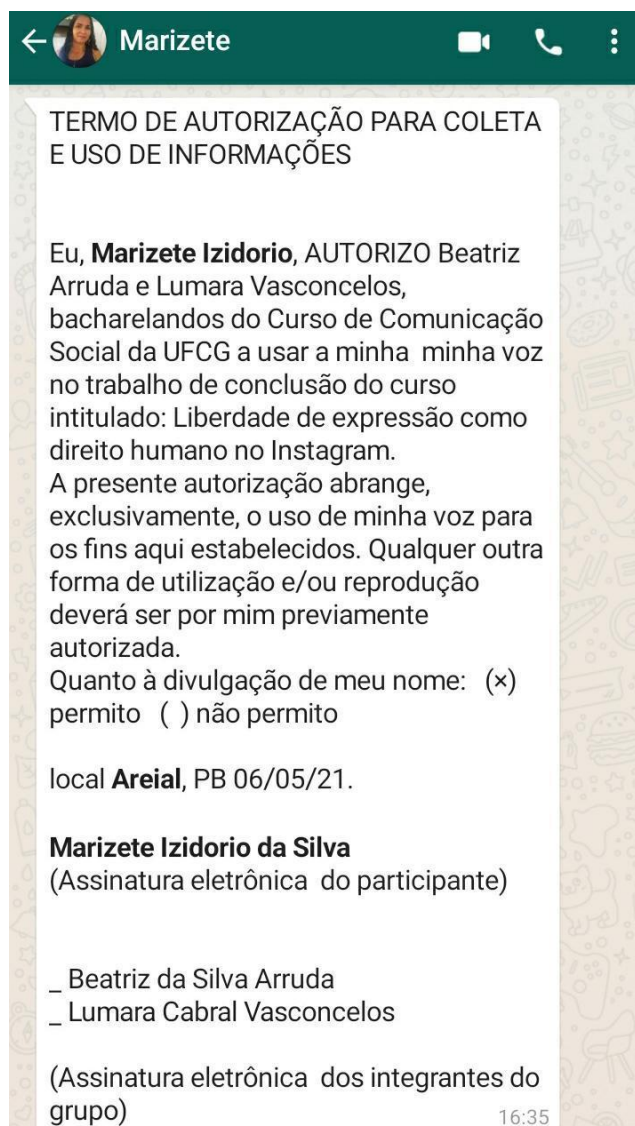 Marizete
TERMO DE AUTORIZAÇÃO PARA COLETA
E USO DE INFORMAÇÕES
Eu, Marizete Izidorio, AUTORIZO Beatriz
Arruda e Lumara Vasconcelos,
bacharelandos do Curso de Comunicação
Social da UFCG a usar a minha  minha voz
no trabalho de conclusão do curso
intitulado: Liberdade de expressão como
direito humano no Instagram.
A presente autorização abrange,
exclusivamente, o uso de minha voz para
os fins aqui estabelecidos. Qualquer outra
forma de utilização e/ou reprodução
deverá ser por mim previamente
autorizada.
Quanto à divulgação de meu nome:   (×)
permito   ( ) não permito
local Areial, PB 06/05/21.
Marizete Izidorio da Silva
(Assinatura eletrônica  do participante)
_ Beatriz da Silva Arruda
_ Lumara Cabral Vasconcelos
(Assinatura eletrônica  dos integrantes do
grupo)
16:35